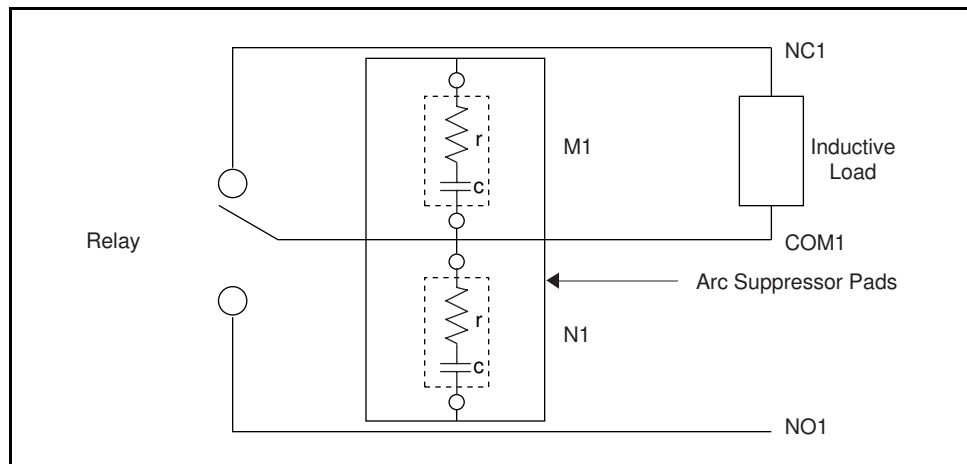 NC1
r
M1
c
Inductive
Load
Relay
COM1
Arc Suppressor Pads
r
N1
c
NO1